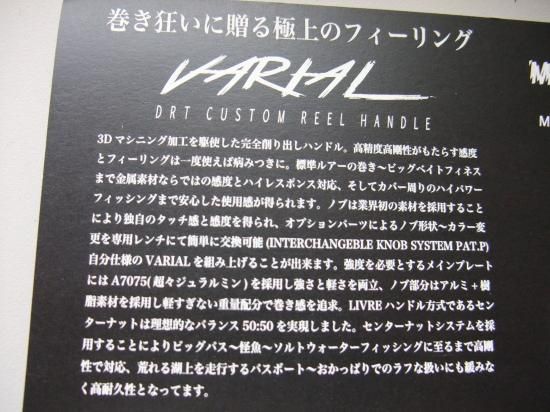 巻き狂いに贈る極上のフィーリング
VARIAL
DRT CUSTOM REEL HANDLE
3Dマシニング加工を駆使した完全削り出しハンドル。高精度高剛性がもたらす感度
とフィーリングは一度使えば病みつきに。標準ルアーの巻き〜ビッグベイトフィネス
まで金属素材ならではの感度とハイレスポンス対応、そしてカバー周りのハイパワー
フィッシングまで安心した使用感が得られます。ノブは業界初の素材を採用すること
により独自のタッチ感と感度を得られ、オプションパーツによるノブ形状〜カラー変
更を専用レンチにて簡単に交換可能(INTERCHANGEBLE KNOB SYSTEM PAT.P)
自分仕様のVARIALを組み上げることが出来ます。強度を必要とするメインプレート
にはA7075(超々ジュラルミン)を採用し強さと軽さを両立、ノブ部分はアルミ+樹
脂素材を採用し軽すぎない重量配分で巻き感を追求。LIVREハンドル方式であるセン
ターナットは理想的なバランス50:50を実現しました。センターナットシステムを採
用することによりビッグバス〜怪魚〜ソルトウォーターフィッシングに至るまで高剛
性で対応、荒れる湖上を走行するバスボート〜おかっぱりでのラフな扱いにも緩みな
く高耐久性となってます。
M